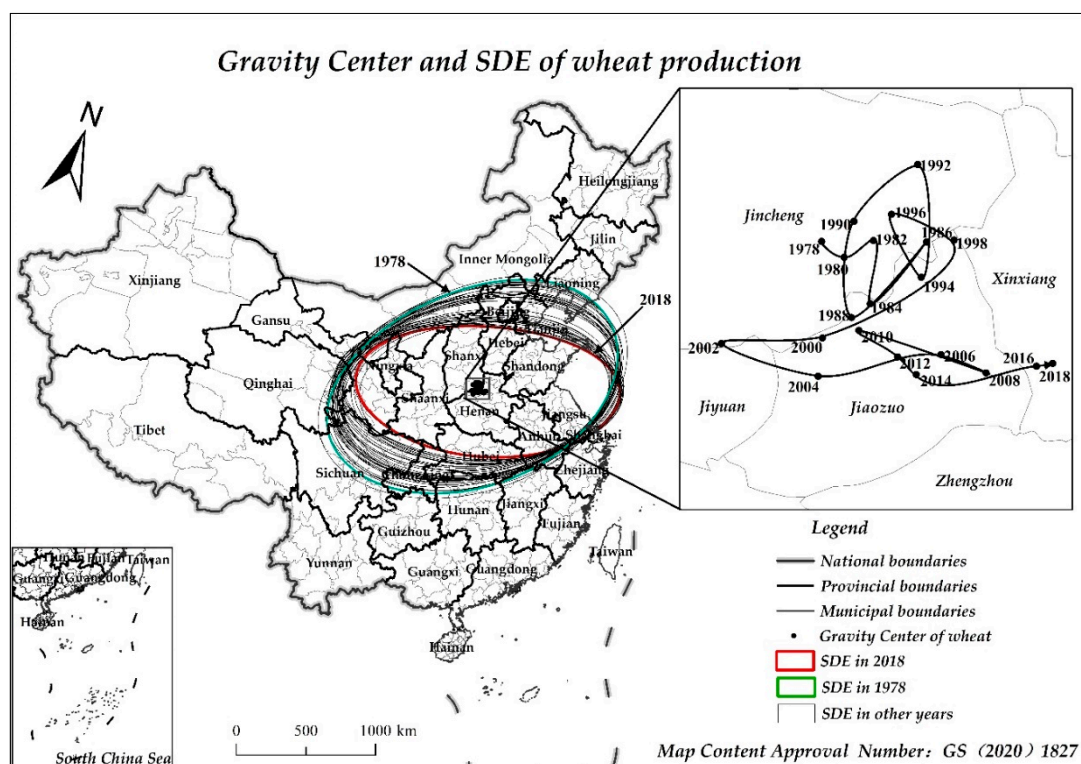 Gravity Center and SDE of wheat production
N
Heilongjiang
Jilin
Inner Mongolia
Liaoning
1978
2018
Xinjiang
Gansu
Beijing
Hebei
Ningxia
Shanxi
Shandong
Qinghai
Shaanxi
Henan
Jiangsu
Tibet
Anhui
Shanghai
Hubei
Sichuan
Zhejiang
Hunan
Jiangxi
Guizhou
Fujian
Yunnan
Guangxi
Guangdong
Taiwan
Hainan
1992
1996
Jincheng
1990
1982
1986
1998
1978
1980
1994
Xinxiang
1988
1984
2010
2002
2000
2012
2006
2016
2004
2014
2008
2018
Jiyuan
Jiaozuo
Zhengzhou
Hunan
Fujian
Taiwan
Guangxi
Guangdong
Hainan
South China Sea
0 500 1000 km
Legend
National boundaries
Provincial boundaries
Municipal boundaries
Gravity Center of wheat
SDE in 2018
SDE in 1978
SDE in other years
Map Content Approval Number: GS（2020）1827